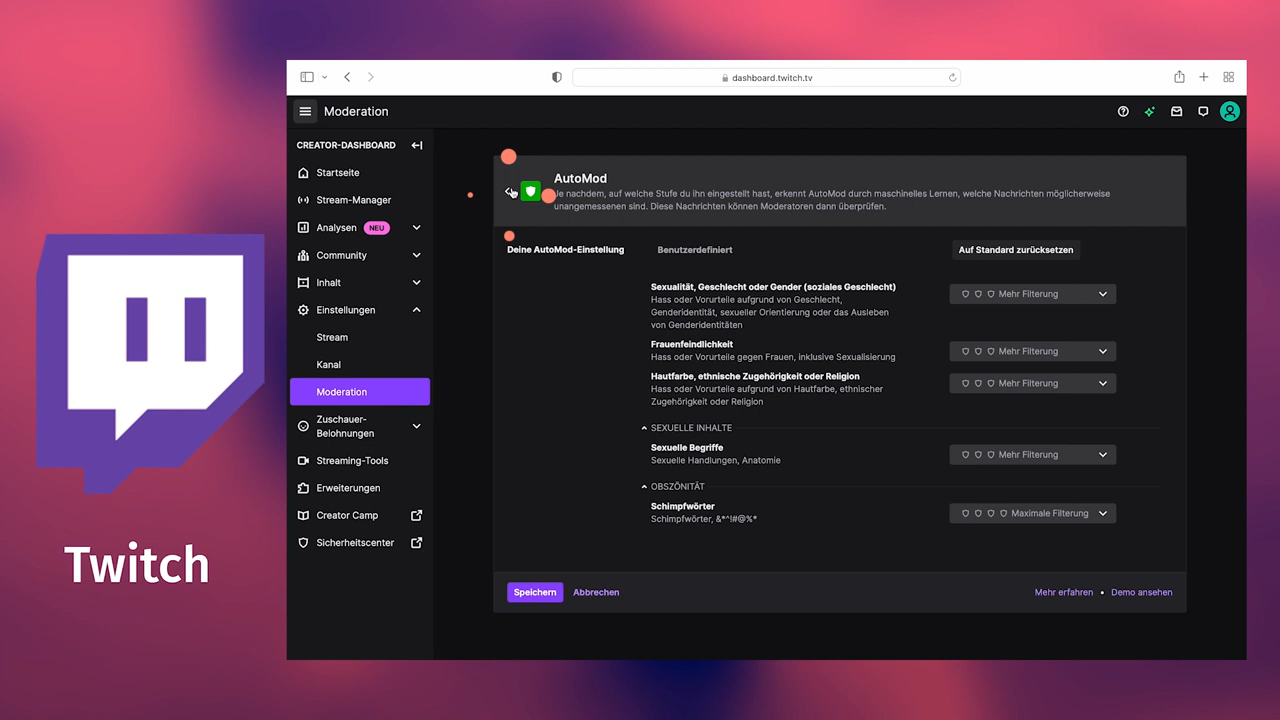 Twitch
dashboard.twitch.tv
Moderation
CREATOR-DASHBOARD
Startseite
Stream-Manager
Analysen NEU
Community
Inhalt
Einstellungen
Stream
Kanal
Moderation
Zuschauer-
Belohnungen
Streaming-Tools
Erweiterungen
Creator Camp
Sicherheitscenter
AutoMod
Je nachdem, auf welche Stufe du ihn eingestellt hast, erkennt AutoMod durch maschinelles Lernen, welche Nachrichten möglicherweise
unangemessenen sind. Diese Nachrichten können Moderatoren dann überprüfen.
Deine AutoMod-Einstellung Benutzerdefiniert Auf Standard zurücksetzen
Sexualität, Geschlecht oder Gender (soziales Geschlecht)
Hass oder Vorurteile aufgrund von Geschlecht,
Genderidentität, sexueller Orientierung oder das Ausleben
von Genderidentitäten
Mehr Filterung
Frauenfeindlichkeit
Hass oder Vorurteile gegen Frauen, inklusive Sexualisierung
Mehr Filterung
Hautfarbe, ethnische Zugehörigkeit oder Religion
Hass oder Vorurteile aufgrund von Hautfarbe, ethnischer
Zugehörigkeit oder Religion
Mehr Filterung
SEXUELLE INHALTE
Sexuelle Begriffe
Sexuelle Handlungen, Anatomie
Mehr Filterung
OBSZÖNITÄT
Schimpfwörter
Schimpfwörter, &*^!#@%*
Maximale Filterung
Speichern Abbrechen Mehr erfahren • Demo ansehen